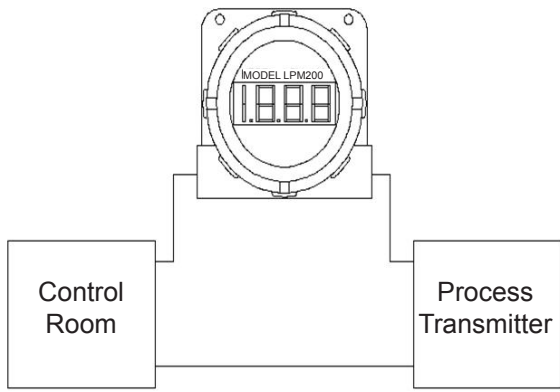 MODEL LPM200
1.8.8.8
Control
Room
Process
Transmitter